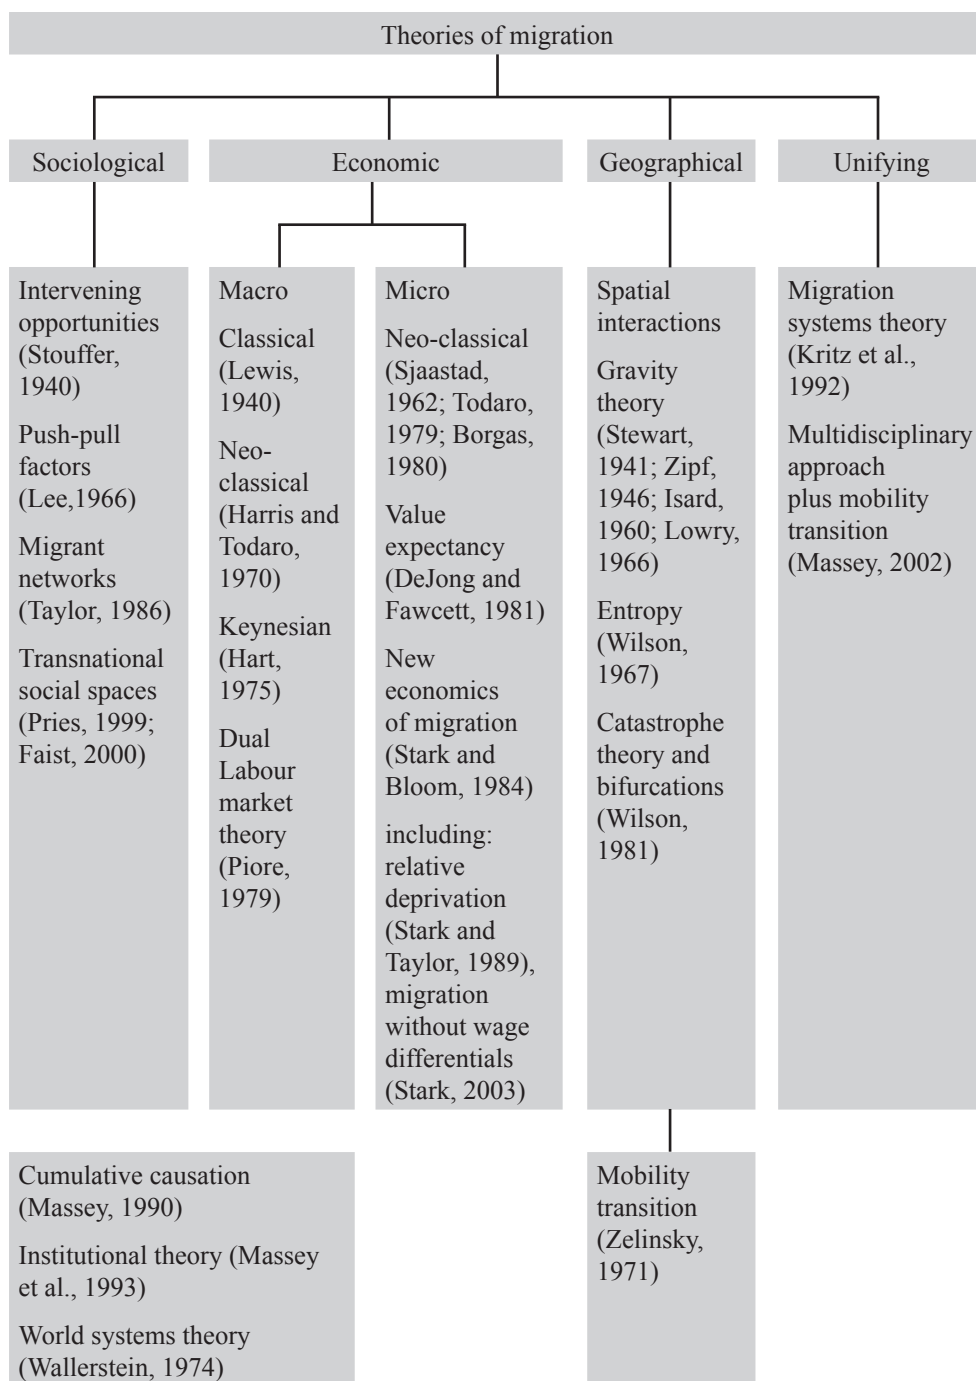 Theories of migration
Sociological
Economic
Geographical
Unifying
Intervening
opportunities
(Stouffer,
1940)
Push-pull
factors
(Lee,1966)
Migrant
networks
(Taylor, 1986)
Transnational
social spaces
(Pries, 1999;
Faist, 2000)
Macro
Classical
(Lewis,
1940)
Neo-
classical
(Harris and
Todaro,
1970)
Keynesian
(Hart,
1975)
Dual
Labour
market
theory
(Piore,
1979)
Micro
Neo-classical
(Sjaastad,
1962; Todaro,
1979; Borgas,
1980)
Value
expectancy
(DeJong and
Fawcett, 1981)
New
economics
of migration
(Stark and
Bloom, 1984)
including:
relative
deprivation
(Stark and
Taylor, 1989),
migration
without wage
differentials
(Stark, 2003)
Spatial
interactions
Gravity
theory
(Stewart,
1941; Zipf,
1946; Isard,
1960; Lowry,
1966)
Entropy
(Wilson,
1967)
Catastrophe
theory and
bifurcations
(Wilson,
1981)
Migration
systems theory
(Kritz et al.,
1992)
Multidisciplinary
approach
plus mobility
transition
(Massey, 2002)
Cumulative causation
(Massey, 1990)
Institutional theory (Massey
et al., 1993)
World systems theory
(Wallerstein, 1974)
Mobility
transition
(Zelinsky,
1971)